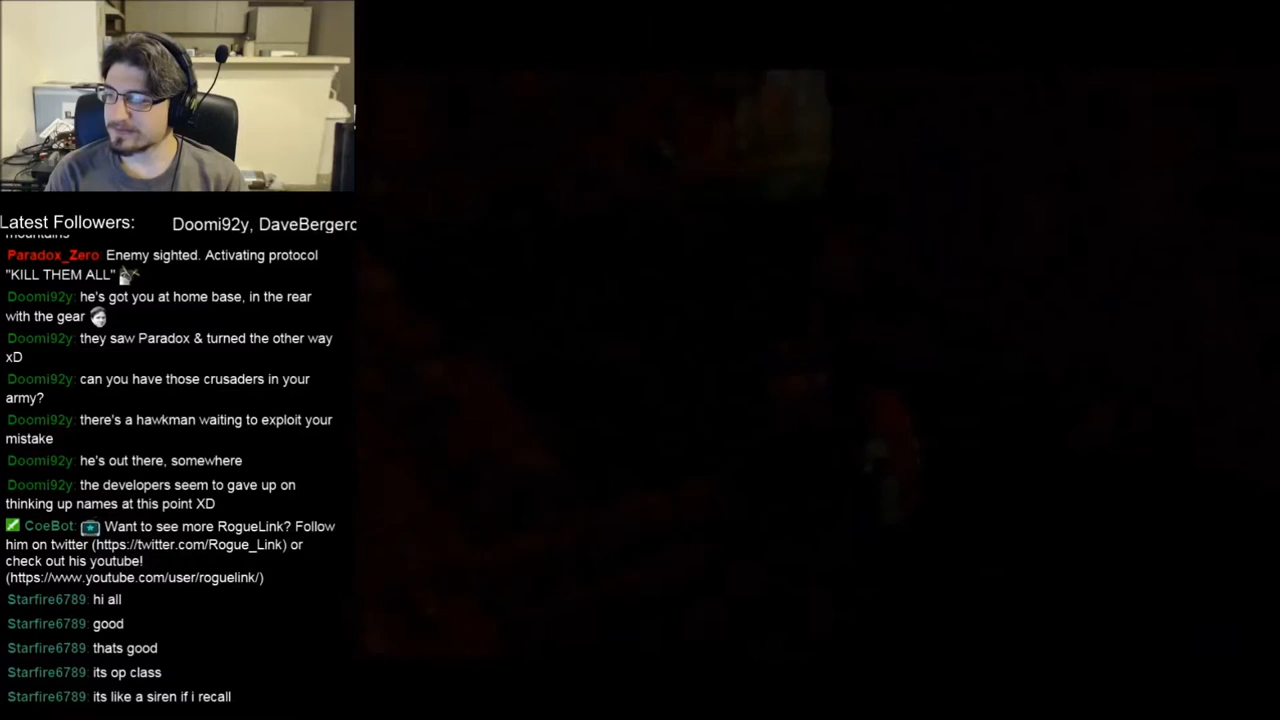 Latest Followers: Doomi92y, DaveBerger
Paradox_Zero Enemy sighted. Activating protocol
"KILL THEM ALL"
Doomi92y: he's got you at home base, in the rear
with the gear
Doomi92y: they saw Paradox & turned the other way
xD
Doomi92y: can you have those crusaders in your
army?
Doomi92y: there's a hawkman waiting to exploit your
mistake
Doomi92y: he's out there, somewhere
Doomi92y: the developers seem to gave up on
thinking up names at this point XD
CoeBot: Want to see more RogueLink? Follow
him on twitter (https://twitter.com/Rogue_Link) or
check out his youtube!
(https://www.youtube.com/user/roguelink/)
Starfire6789: hi all
Starfire6789: good
Starfire6789: thats good
Starfire6789: its op class
Starfire6789: its like a siren if i recall